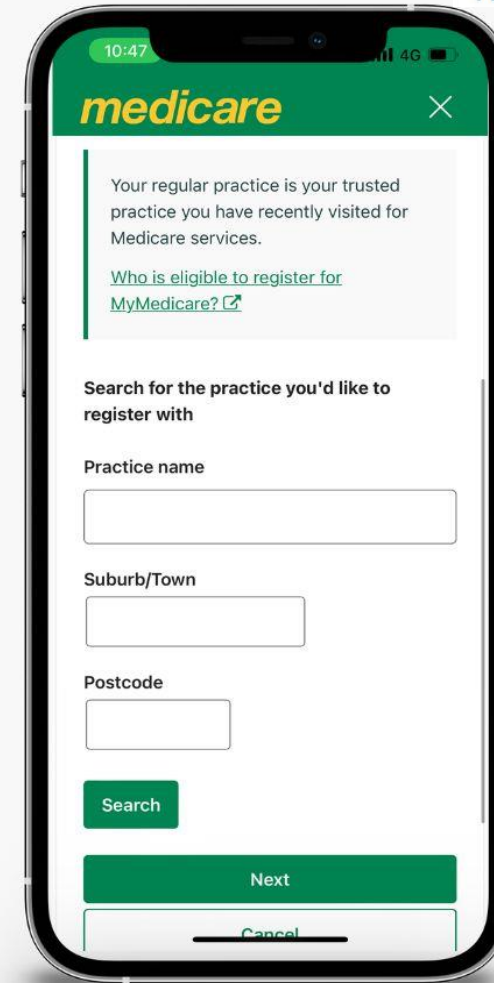 10:47
4G
medicare
Your regular practice is your trusted
practice you have recently visited for
Medicare services.
Who is eligible to register for
MyMedicare?
Search for the practice you'd like to
register with
Practice name
Suburb/Town
Postcode
Search
Next
Cancel